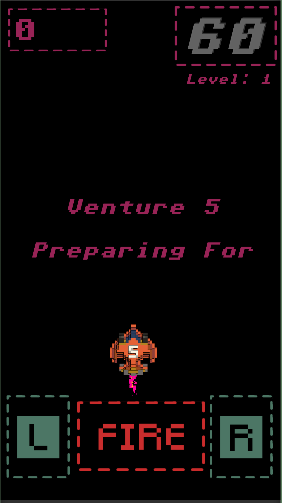 0
60
Level: 1
Venture 5
Preparing For
5
L
FIRE
R